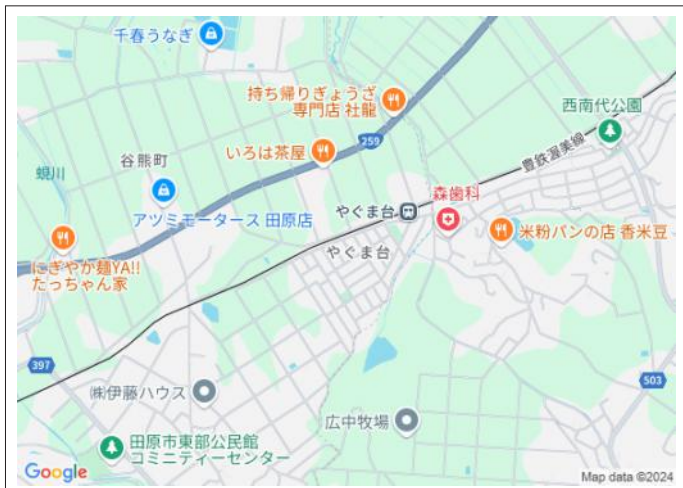 千春うなぎ
持ち帰りぎょうざ
専門店 社龍
西南代公園
259
いろは茶屋
豊鉄渥美線
谷熊町
蜆川
森歯科
やぐま台
アツミモータース 田原店
米粉パンの店 香米豆
やぐま台
にぎやか麺YA!!
たっちゃん家
397
503
㈱伊藤ハウス
広中牧場
田原市東部公民館
コミニティーセンター
Google
Map data ©2024